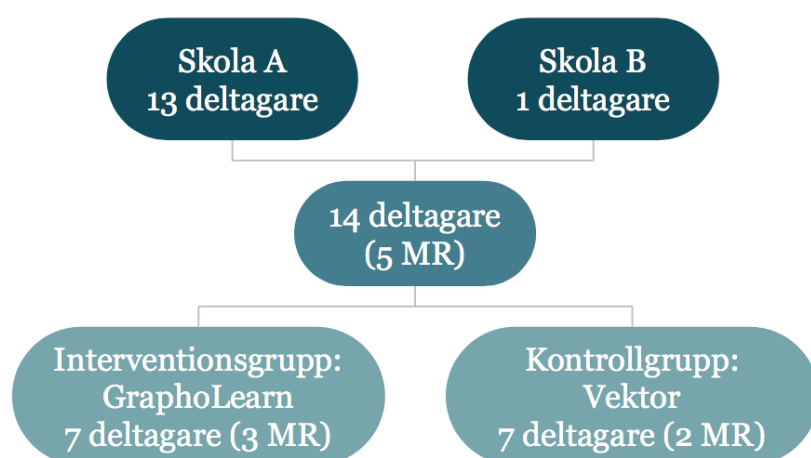 Skola A
13 deltagare
Skola B
1 deltagare
14 deltagare
(5 MR)
Interventionsgrupp:
GraphoLearn
7 deltagare (3 MR)
Kontrollgrupp:
Vektor
7 deltagare (2 MR)